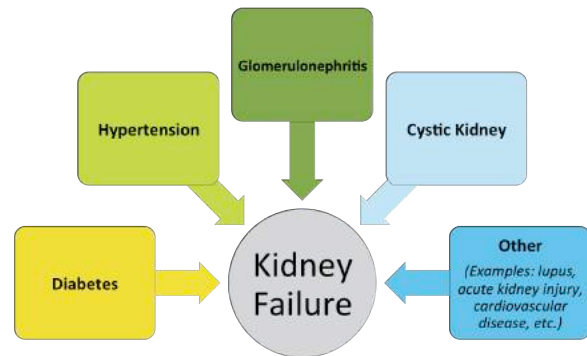 Glomerulonephritis
Hypertension
Cystic Kidney
Diabetes
Kidney
Failure
Other
(Examples: lupus,
acute kidney injury,
cardiovascular
disease, etc.)